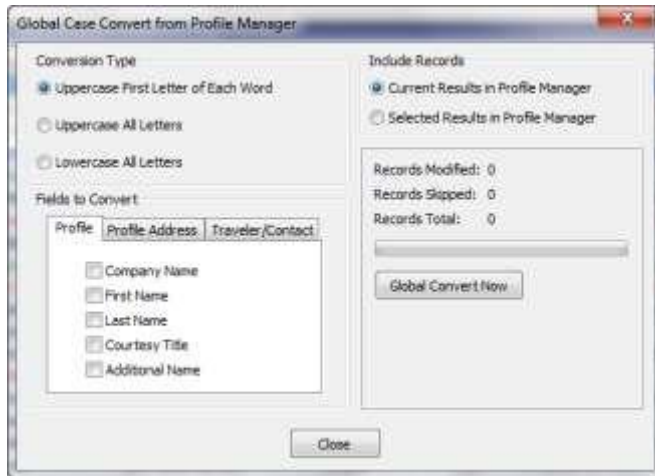 Global Case Convert from Profile Manager
Conversion Type
Uppercase First Letter of Each Word
Uppercase All Letters
Lowercase All Letters
Include Records
Current Results in Profile Manager
Selected Results in Profile Manager
Fields to Convert
Profile Profile Address Traveler/Contact
Company Name
First Name
Last Name
Courtesy Title
Additional Name
Records Modified: 0
Records Skipped: 0
Records Total: 0
Global Convert Now
Close